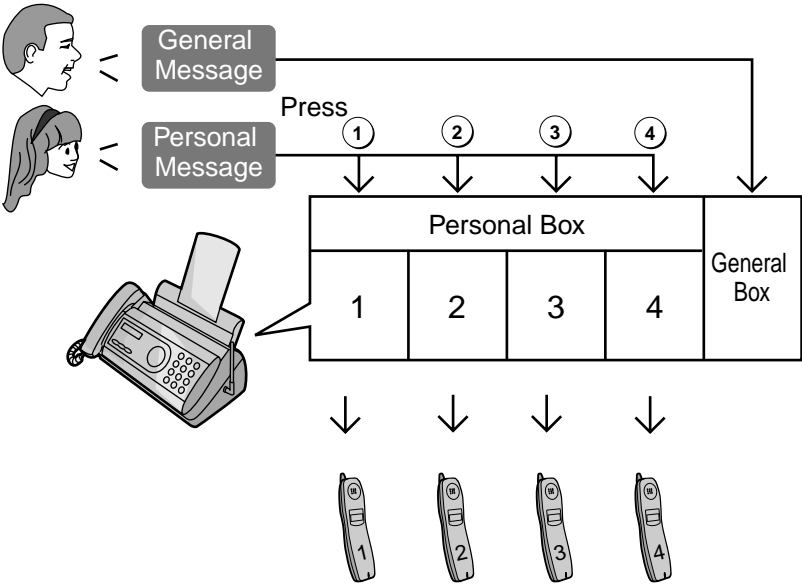 General
Message
Press
1 2 3 4
Personal
Message
Personal Box
General
Box
1 2 3 4
1 2 3 4